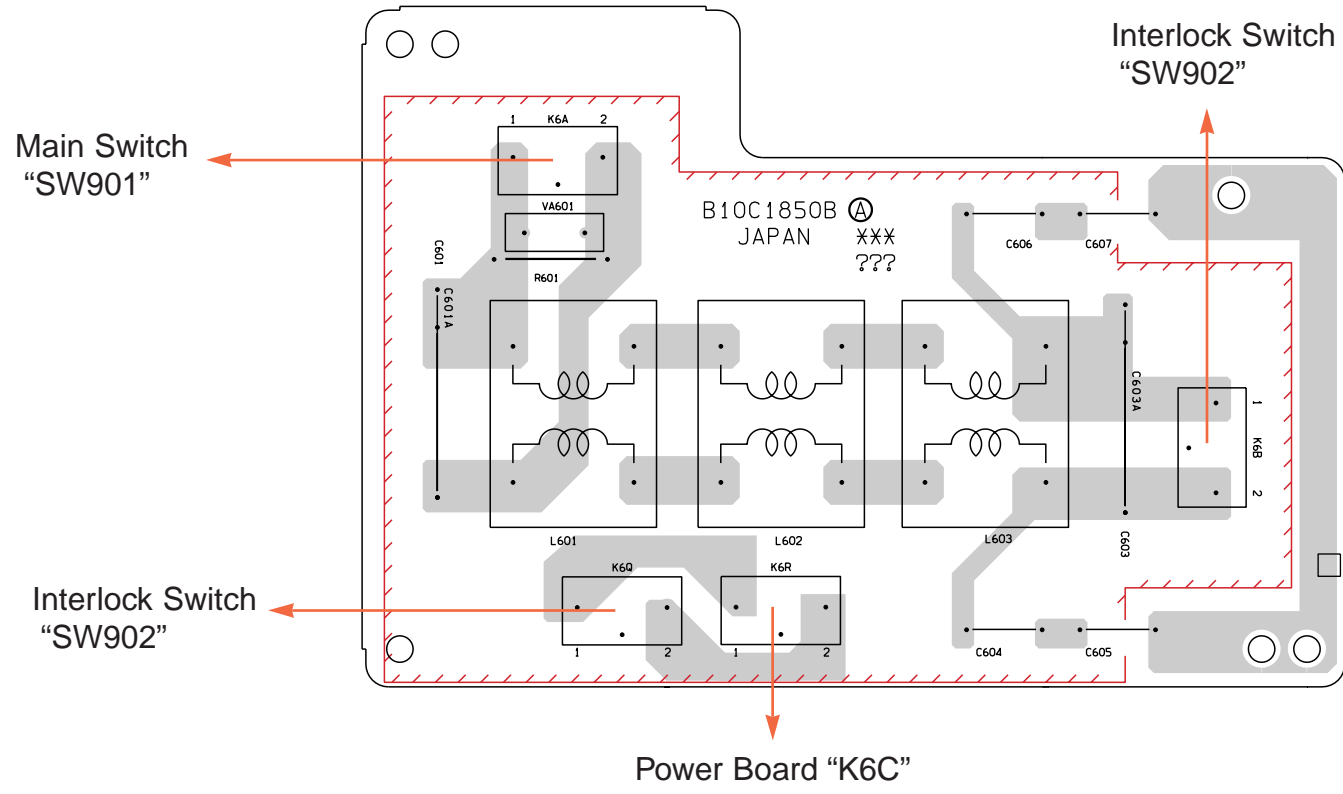 Interlock Switch
“SW902”
Main Switch
“SW901”
1 K6A 2
VA601
R601
C601
C601A
B10C1850B A
JAPAN ***
???
C606 C607
C603A
1
K6B
2
C603
L601 L602 L603
K6Q K6R
Interlock Switch
“SW902”
1 2 1 2
C604 C605
Power Board “K6C”